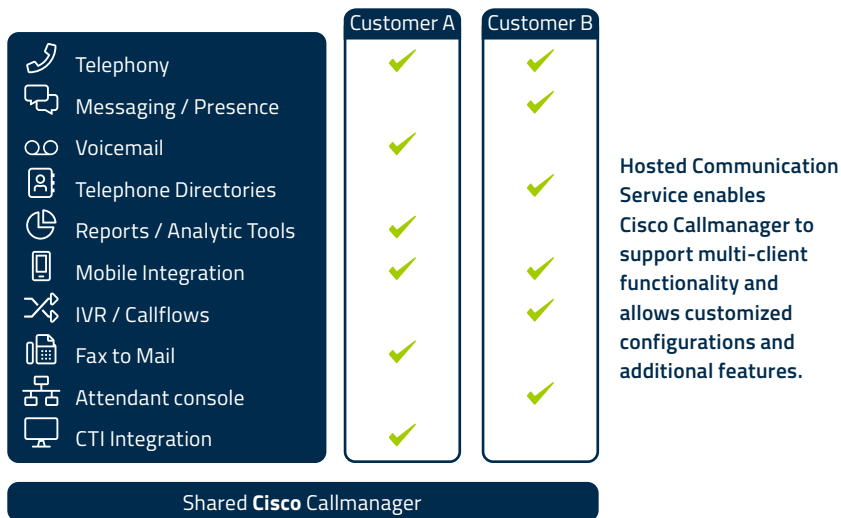 Customer A
Customer B
Telephony
Messaging / Presence
Voicemail
Telephone Directories
Reports / Analytic Tools
Mobile Integration
IVR / Callflows
Fax to Mail
Attendant console
CTI Integration
Hosted Communication
Service enables
Cisco Callmanager to
support multi-client
functionality and
allows customized
configurations and
additional features.
Shared Cisco Callmanager